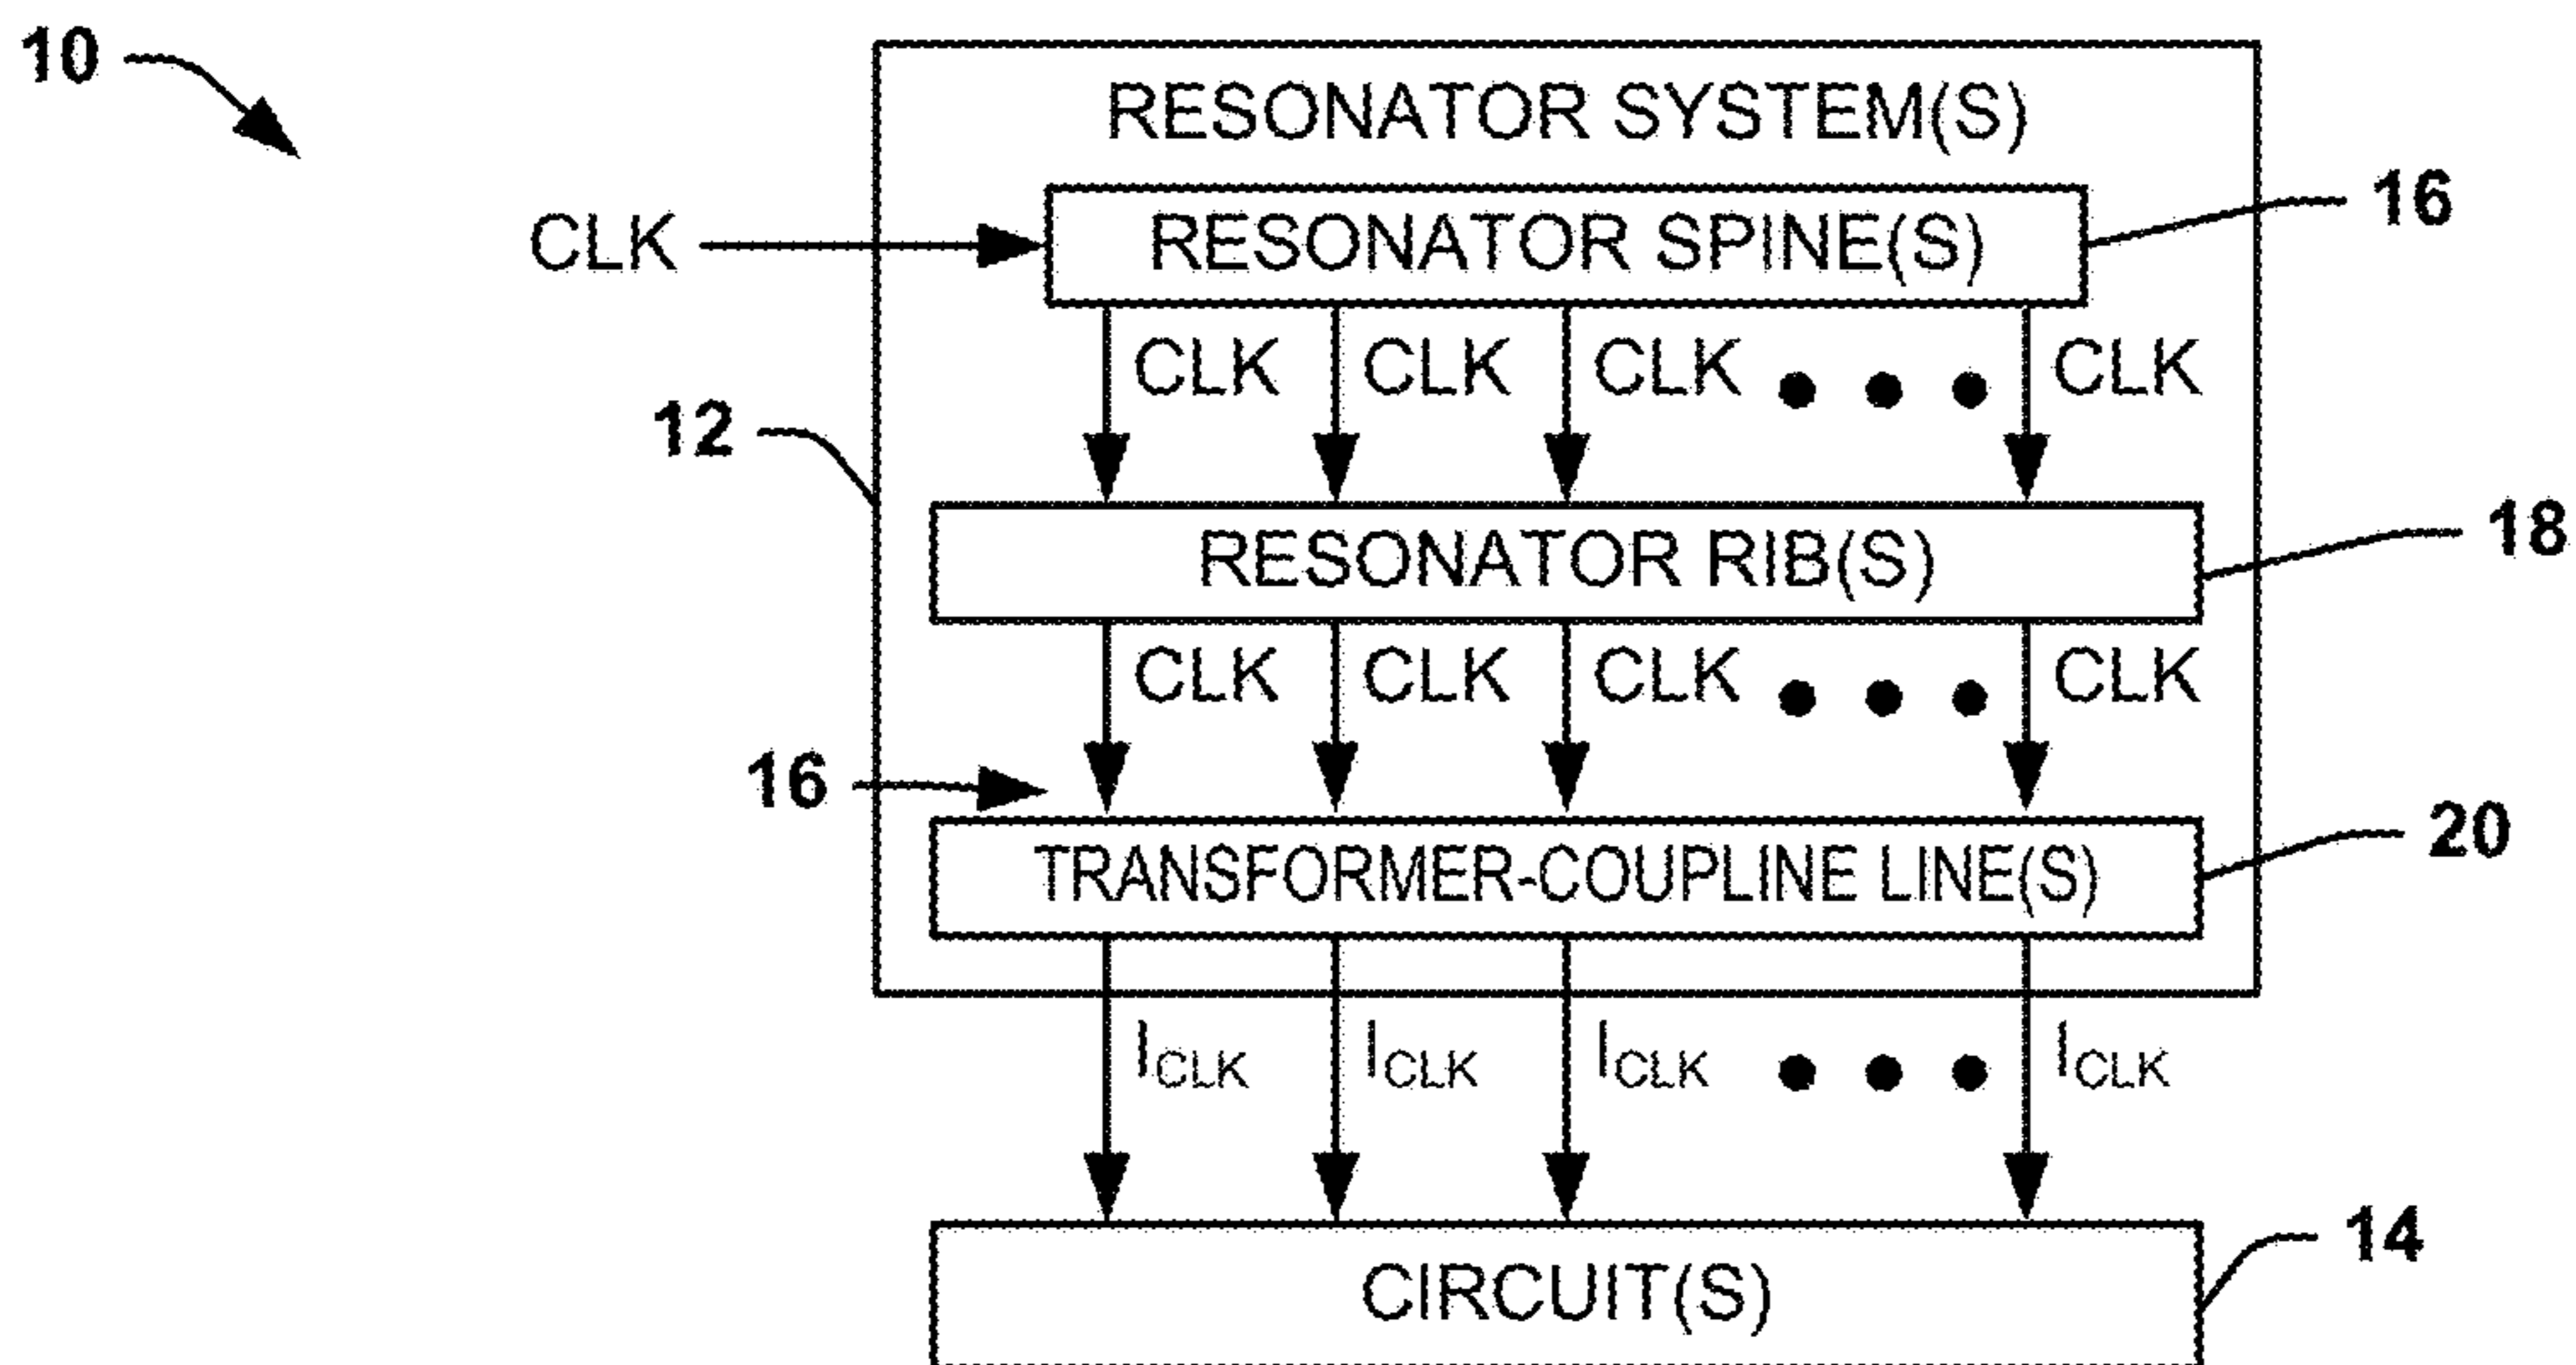 10
RESONATOR SYSTEM(S)
16
CLK
RESONATOR SPINE(S)
CLK CLK CLK CLK
12
18
RESONATOR RIB(S)
CLK CLK CLK CLK
16
20
TRANSFORMER-COUPLINE LINE(S)
ICLK ICLK ICLK ICLK
14
CIRCUIT(S)